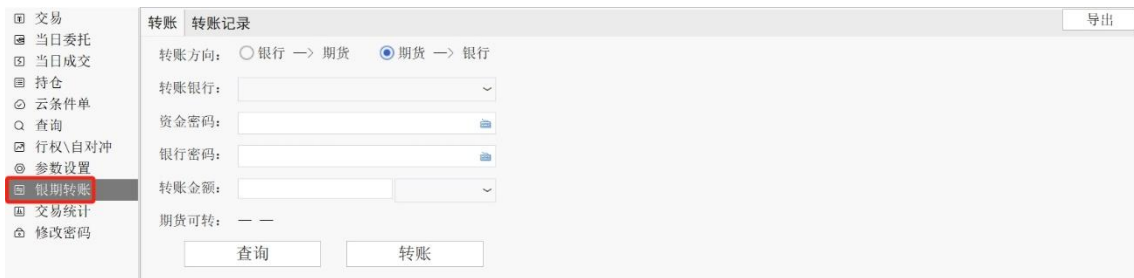 交易
当日委托
当日成交
持仓
云条件单
查询
行权\自对冲
参数设置
银期转账
交易统计
修改密码
转账 转账记录 导出
转账方向： 银行 —> 期货 期货 —> 银行
转账银行：
资金密码：
银行密码：
转账金额：
期货可转： — —
查询 转账